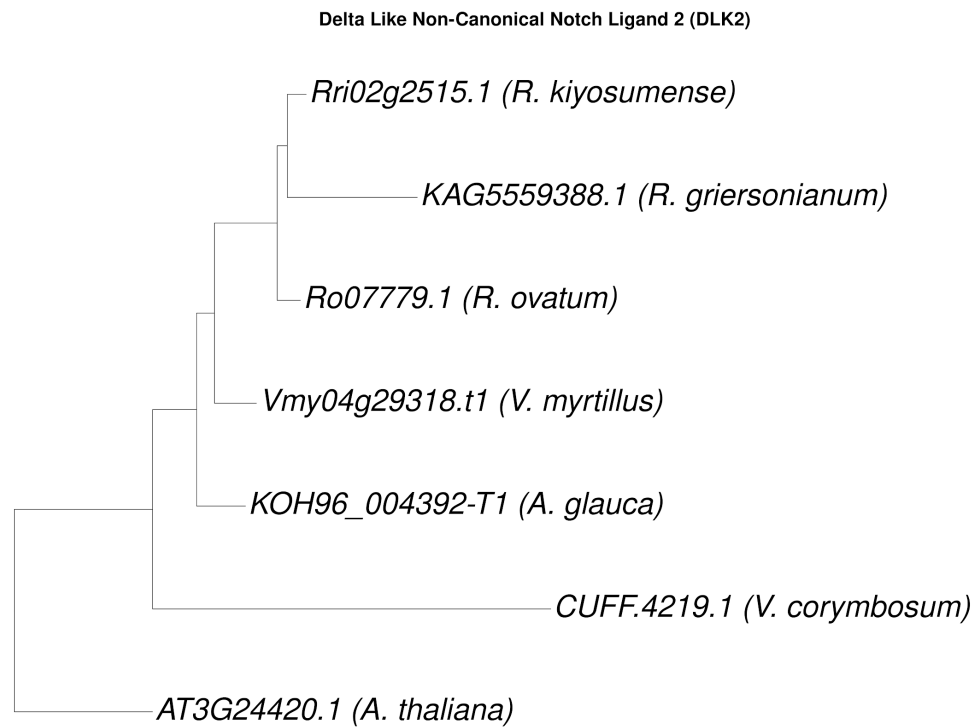 Delta Like Non-Canonical Notch Ligand 2 (DLK2)
Rri02g2515.1 (R. kiyosumense)
KAG5559388.1 (R. griersonianum)
Ro07779.1 (R. ovatum)
Vmy04g29318.t1 (V. myrtillus)
KOH96_004392-T1 (A. glauca)
CUFF.4219.1 (V. corymbosum)
AT3G24420.1 (A. thaliana)